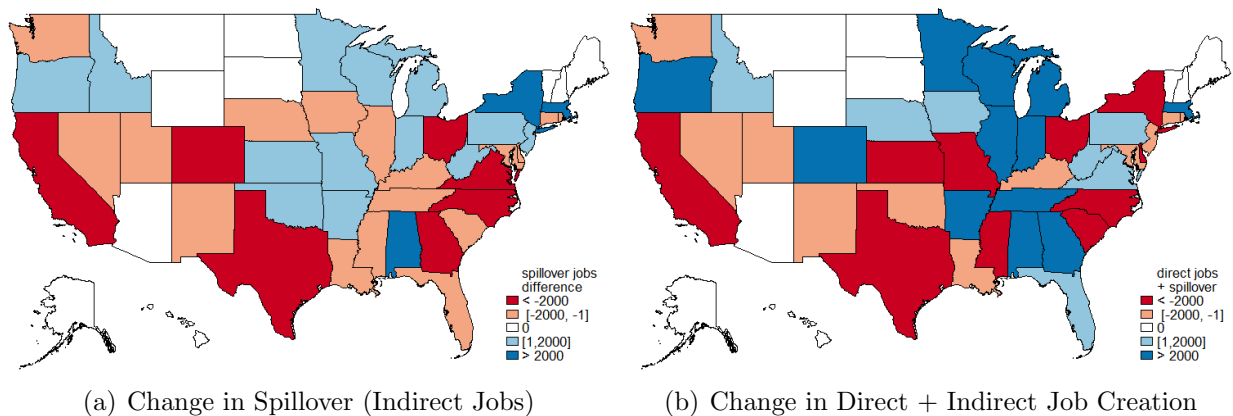 spillover jobs
difference
< -2000
[-2000, -1]
0
[1,2000]
> 2000
direct jobs
+ spillover
< -2000
[-2000, -1]
0
[1,2000]
> 2000
(a) Change in Spillover (Indirect Jobs)
(b) Change in Direct + Indirect Job Creation